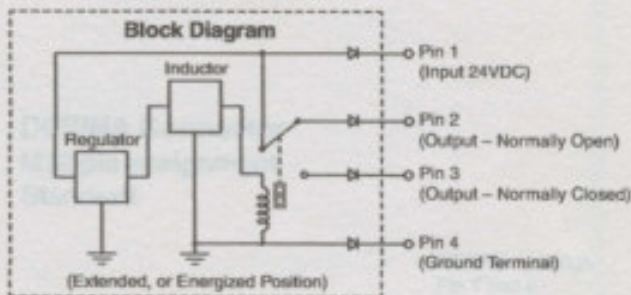 Block Diagram
Inductor
Regulator
Pin 1
(Input 24VDC)
Pin 2
(Output – Normally Open)
Pin 3
(Output – Normally Closed)
Pin 4
(Ground Terminal)
(Extended, or Energized Position)